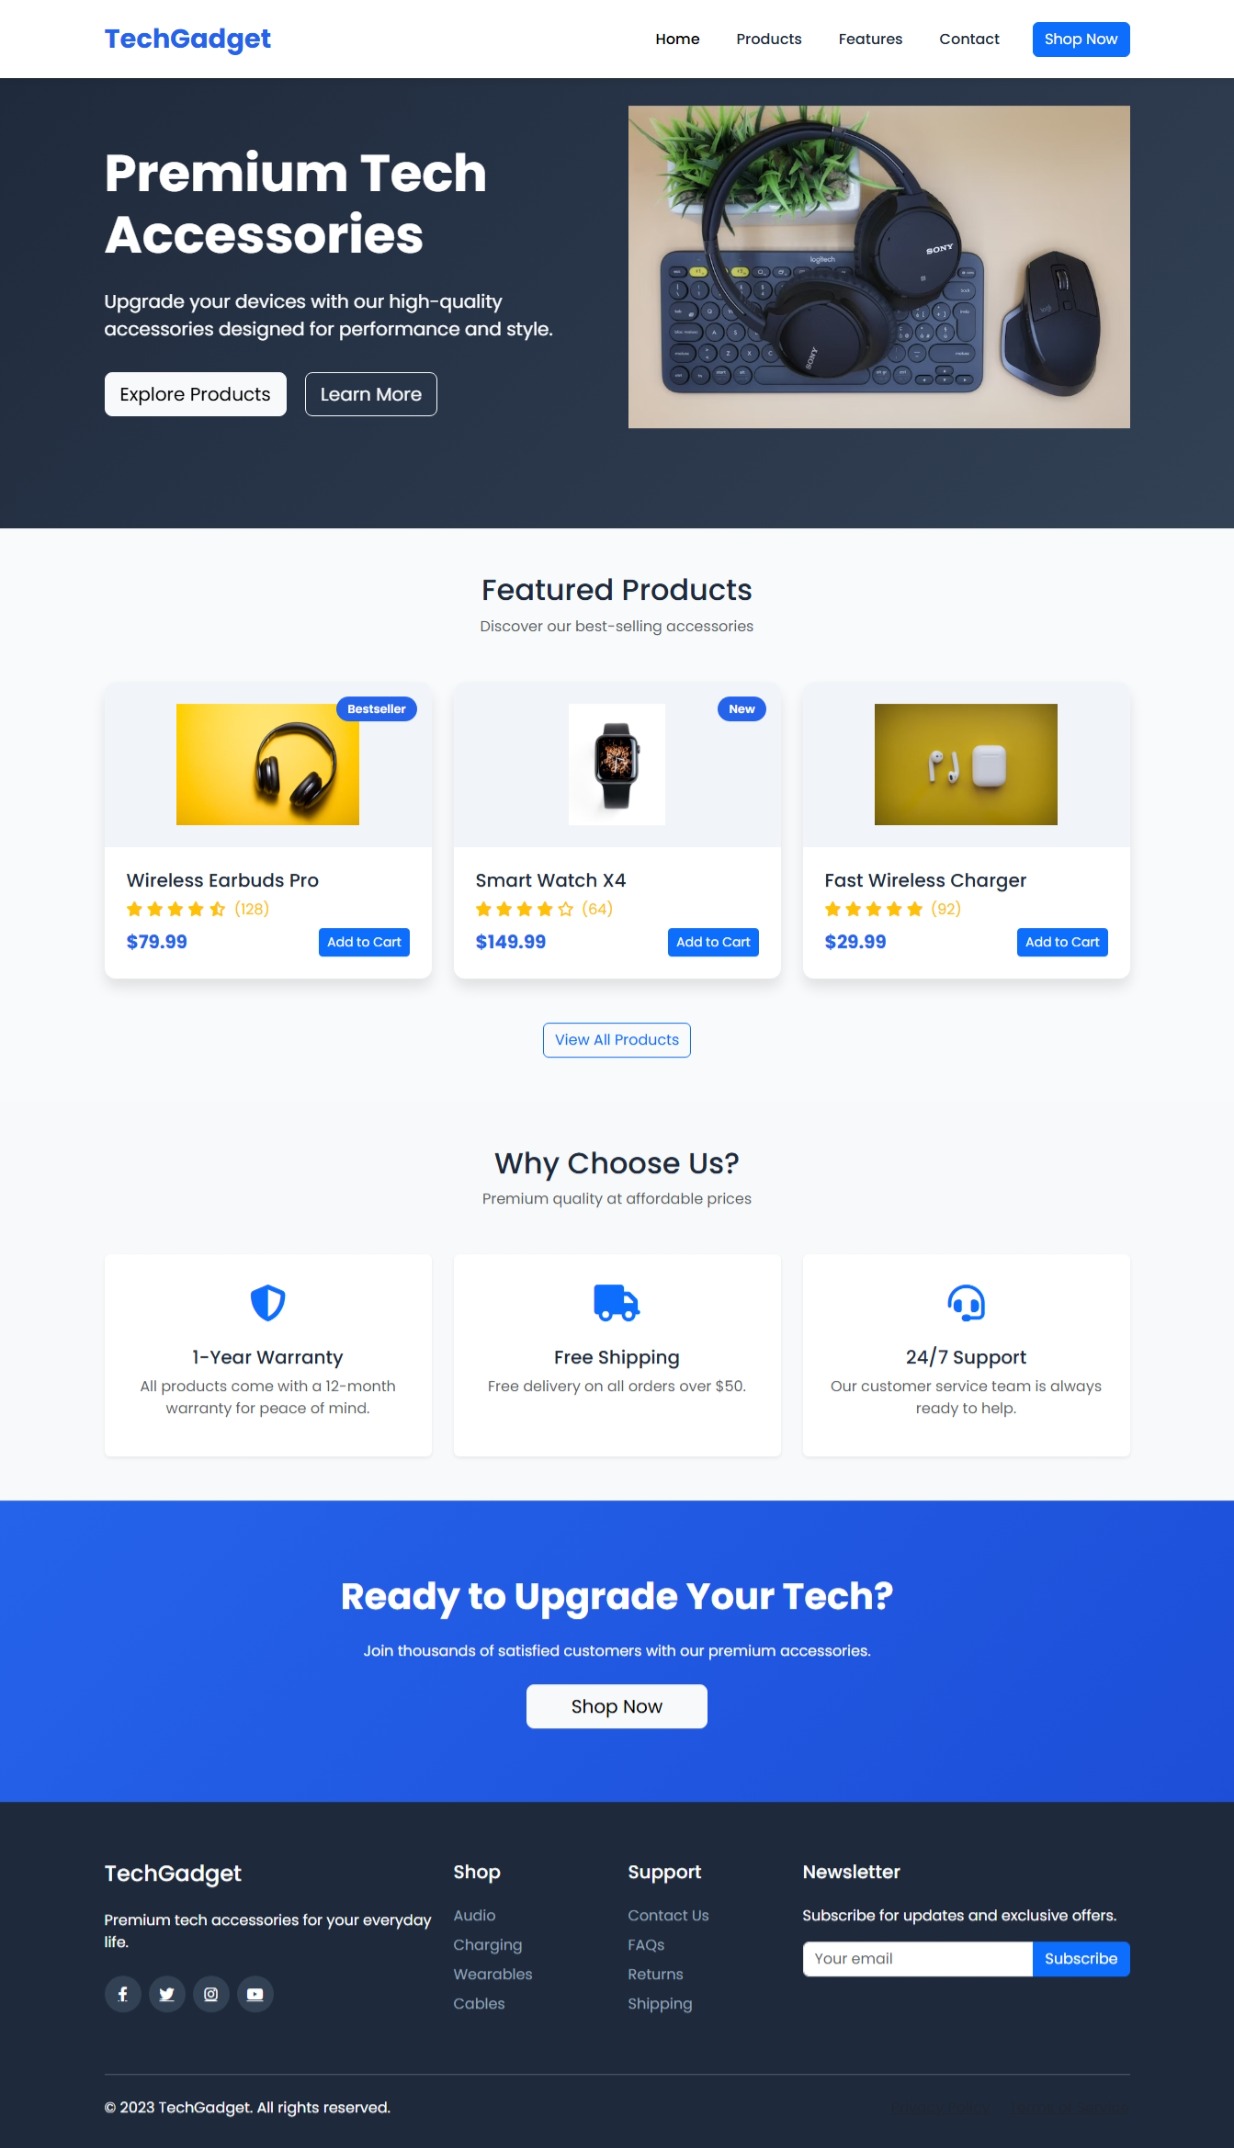 TechGadget
Home Products Features Contact Shop Now
Premium Tech
Accessories
Upgrade your devices with our high-quality
accessories designed for performance and style.
Explore Products Learn More
logitech
SONY
SONY
Featured Products
Discover our best-selling accessories
Bestseller
New
Wireless Earbuds Pro
(128)
$79.99 Add to Cart
Smart Watch X4
(64)
$149.99 Add to Cart
Fast Wireless Charger
(92)
$29.99 Add to Cart
View All Products
Why Choose Us?
Premium quality at affordable prices
1-Year Warranty
All products come with a 12-month
warranty for peace of mind.
Free Shipping
Free delivery on all orders over $50.
24/7 Support
Our customer service team is always
ready to help.
Ready to Upgrade Your Tech?
Join thousands of satisfied customers with our premium accessories.
Shop Now
TechGadget
Premium tech accessories for your everyday
life.
Shop
Audio
Charging
Wearables
Cables
Support
Contact Us
FAQs
Returns
Shipping
Newsletter
Subscribe for updates and exclusive offers.
Your email Subscribe
© 2023 TechGadget. All rights reserved.